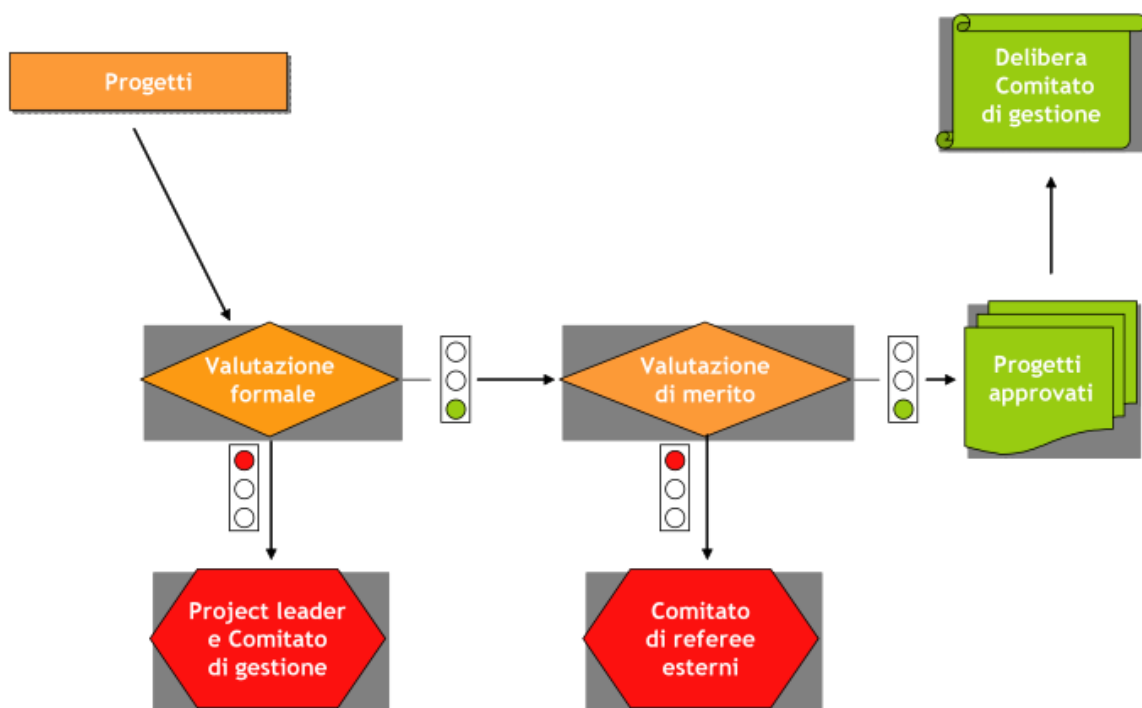 Progetti
Delibera
Comitato
di gestione
Valutazione
formale
Valutazione
di merito
Progetti
approvati
Project leader
e Comitato
di gestione
Comitato
di referee
esterni